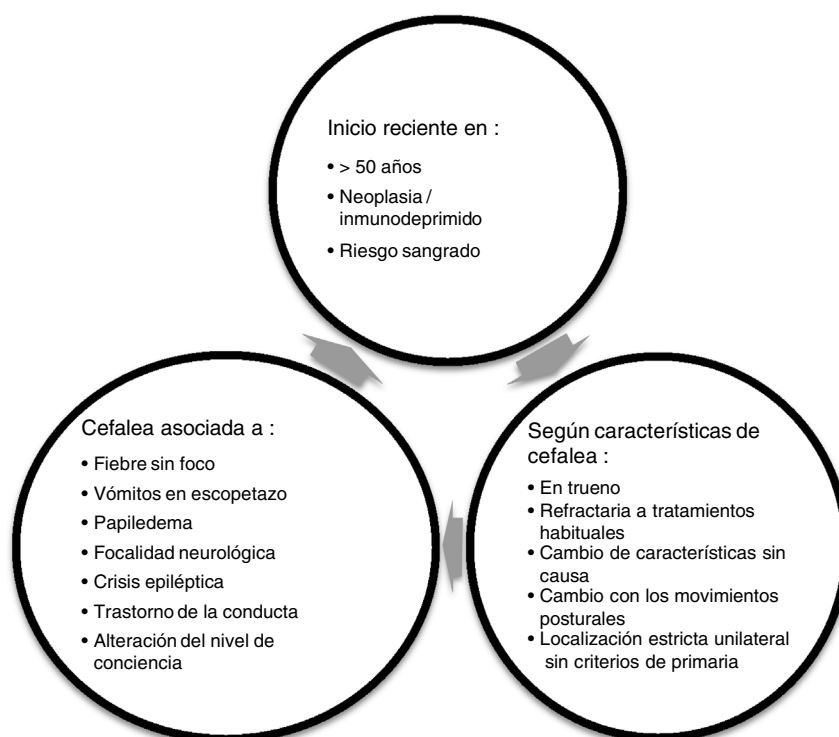 Inicio reciente en :
• > 50 años
• Neoplasia /
inmunodeprimido
• Riesgo sangrado
Cefalea asociada a :
• Fiebre sin foco
• Vómitos en escopetazo
• Papiledema
• Focalidad neurológica
• Crisis epiléptica
• Trastorno de la conducta
• Alteración del nivel de
conciencia
Según características de
cefalea :
• En trueno
• Refractaria a tratamientos
habituales
• Cambio de características sin
causa
• Cambio con los movimientos
posturales
• Localización estricta unilateral
sin criterios de primaria